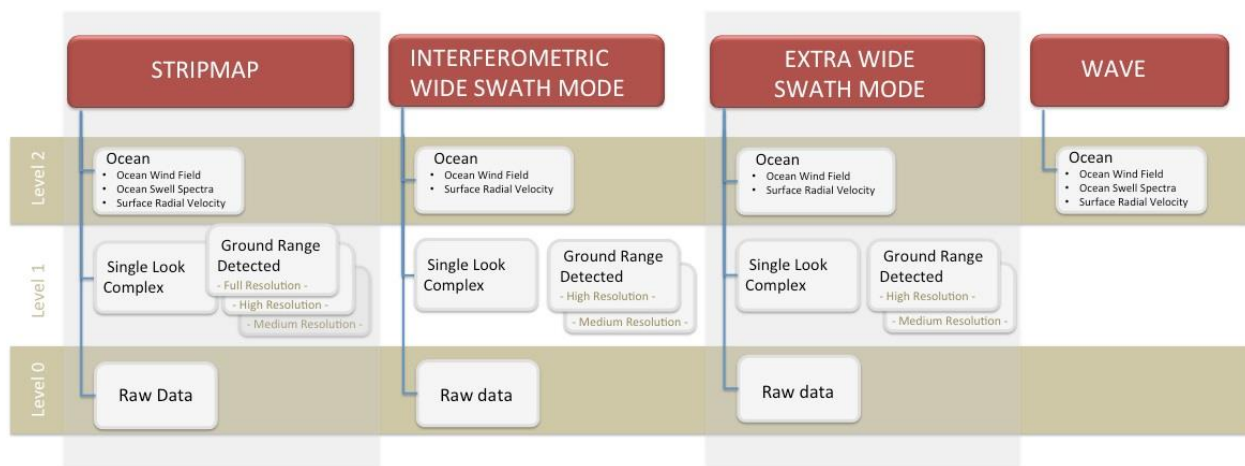 STRIPMAP
INTERFEROMETRIC
WIDE SWATH MODE
EXTRA WIDE
SWATH MODE
WAVE
Level 2
Ocean
• Ocean Wind Field
• Ocean Swell Spectra
• Surface Radial Velocity
Ocean
• Ocean Wind Field
• Surface Radial Velocity
Ocean
• Ocean Wind Field
• Surface Radial Velocity
Ocean
• Ocean Wind Field
• Ocean Swell Spectra
• Surface Radial Velocity
Level 1
Single Look
Complex
Ground Range
Detected
- Full Resolution -
- High Resolution -
- Medium Resolution -
Single Look
Complex
Ground Range
Detected
- High Resolution -
- Medium Resolution -
Single Look
Complex
Ground Range
Detected
- High Resolution -
- Medium Resolution -
Level 0
Raw Data
Raw data
Raw data